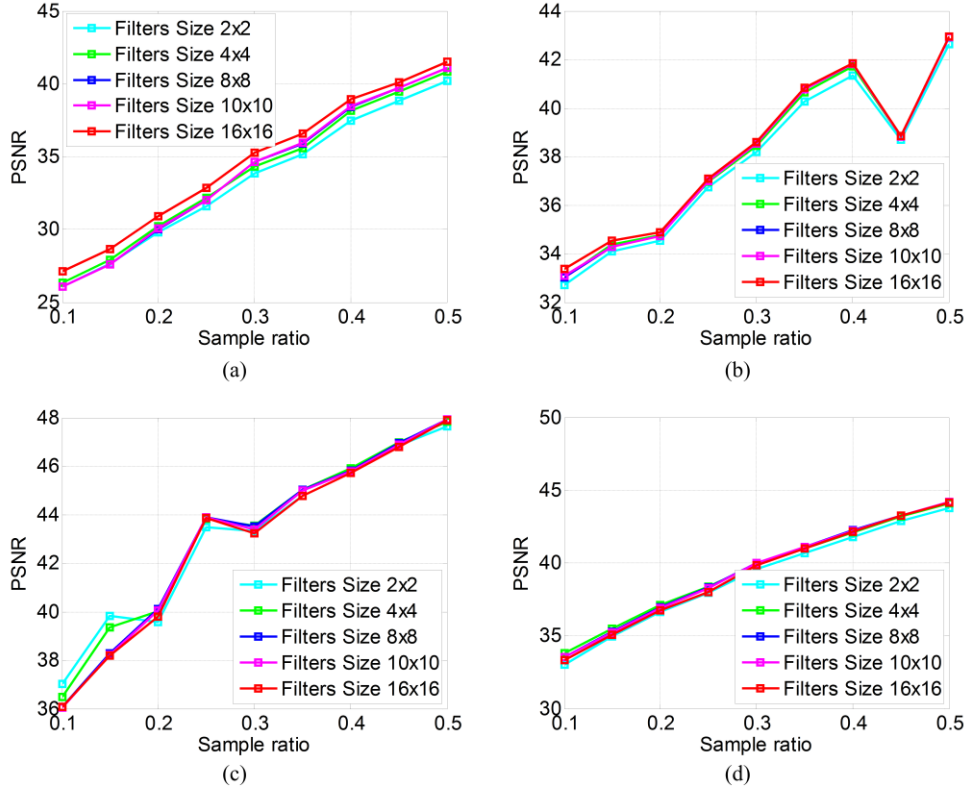 Filters Size 2x2
Filters Size 4x4
Filters Size 8x8
Filters Size 10x10
Filters Size 16x16
PSNR
40
35
30
25
0.1 0.2 0.3 0.4 0.5
Sample ratio
(a)
44
42
40
38
36
34
32
PSNR
Filters Size 2x2
Filters Size 4x4
Filters Size 8x8
Filters Size 10x10
Filters Size 16x16
0.1 0.2 0.3 0.4 0.5
Sample ratio
(b)
48
46
44
42
40
38
36
PSNR
Filters Size 2x2
Filters Size 4x4
Filters Size 8x8
Filters Size 10x10
Filters Size 16x16
0.1 0.2 0.3 0.4 0.5
Sample ratio
(c)
50
45
40
35
30
PSNR
Filters Size 2x2
Filters Size 4x4
Filters Size 8x8
Filters Size 10x10
Filters Size 16x16
0.1 0.2 0.3 0.4 0.5
Sample ratio
(d)